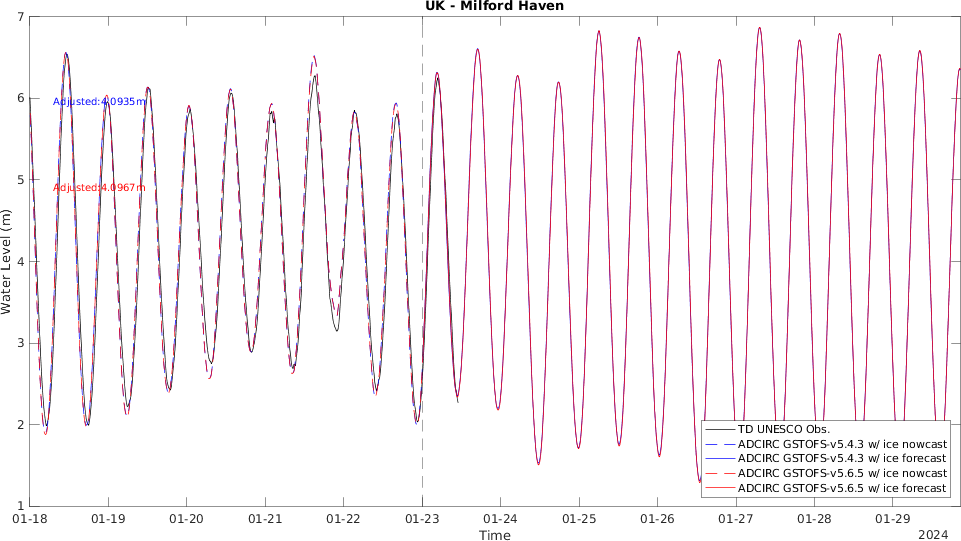 UK - Milford Haven
7
6
5
4
3
2
1
Water Level (m)
Adjusted:4.0935m
Adjusted:4.0967m
TD UNESCO Obs.
ADCIRC GSTOFS-v5.4.3 w/ ice nowcast
ADCIRC GSTOFS-v5.4.3 w/ ice forecast
ADCIRC GSTOFS-v5.6.5 w/ ice nowcast
ADCIRC GSTOFS-v5.6.5 w/ ice forecast
01-18 01-19 01-20 01-21 01-22 01-23 01-24 01-25 01-26 01-27 01-28 01-29
Time
2024